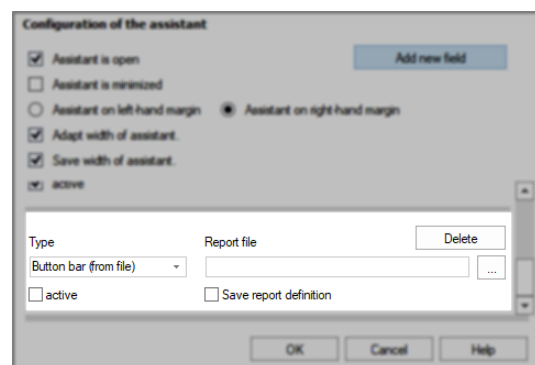 Configuration of the assistant
Assistant is open
Add new field
Assistant is minimized
Assistant on left-hand margin Assistant on right-hand margin
Adapt width of assistant.
Save width of assistant.
active
Type Report file Delete
Button bar (from file) ...
active Save report definition
OK Cancel Help